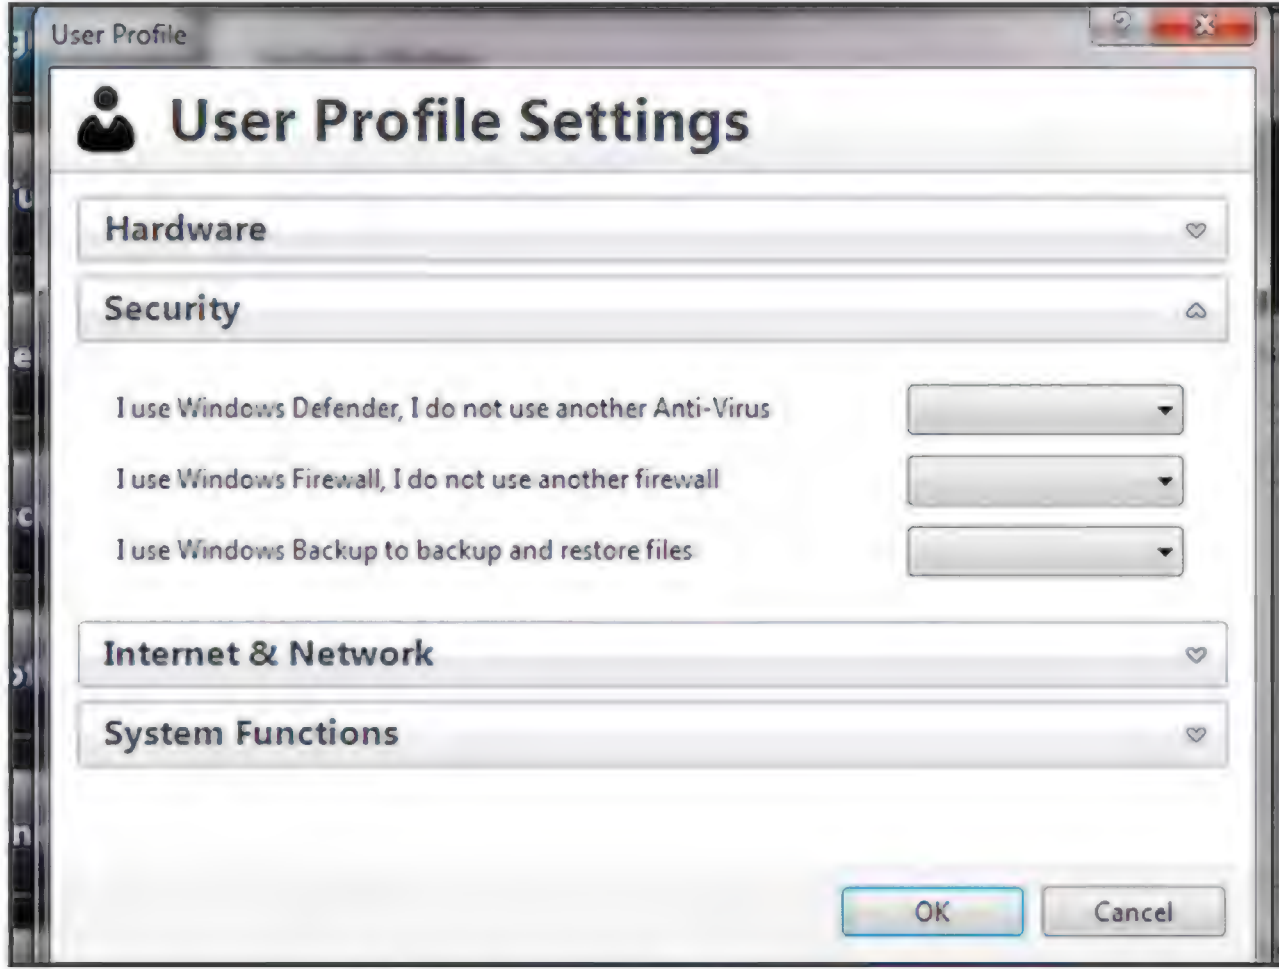 User Profile
User Profile Settings
Hardware
Security
I use Windows Defender, I do not use another Anti-Virus
I use Windows Firewall, I do not use another firewall
I use Windows Backup to backup and restore files
Internet & Network
System Functions
OK
Cancel